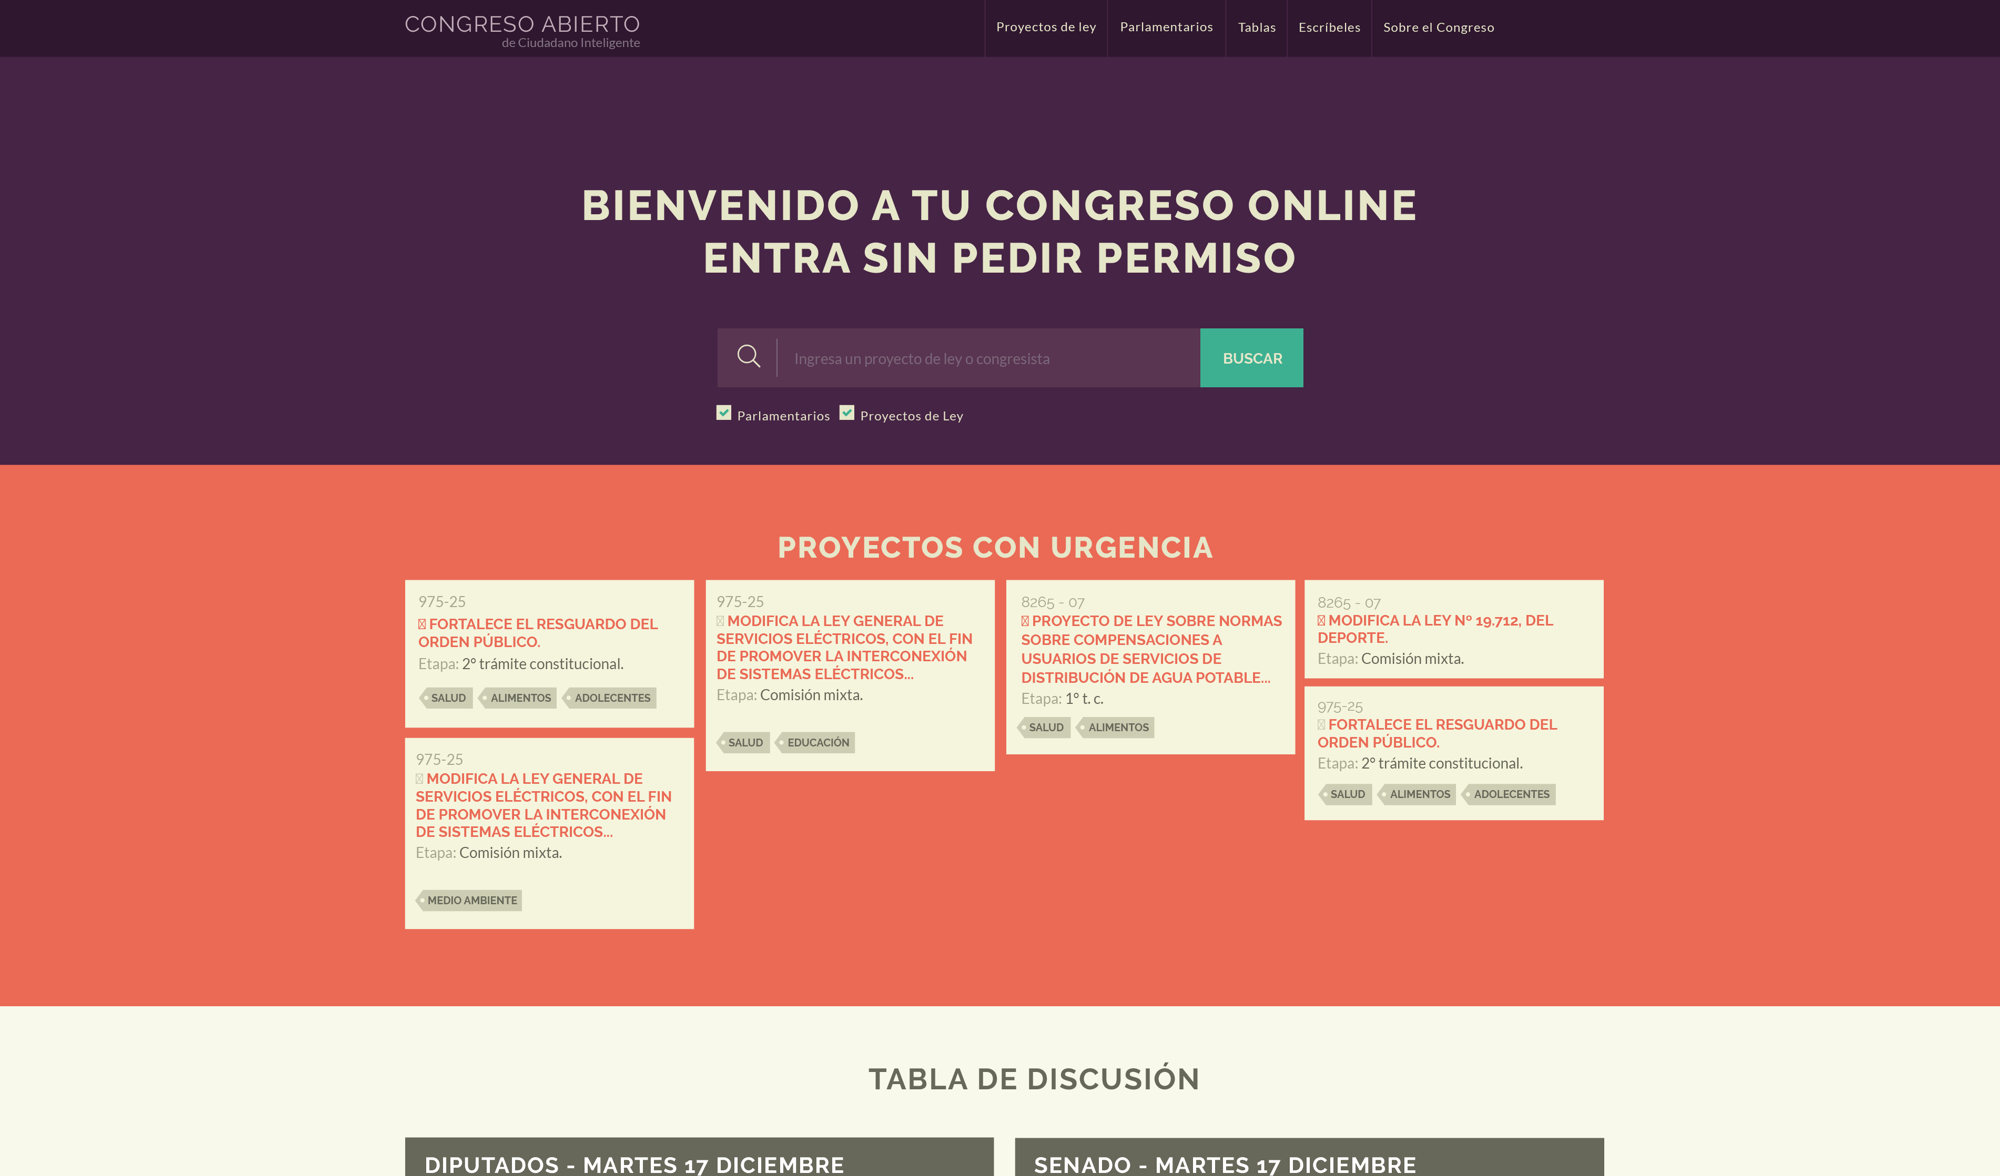 CONGRESO ABIERTO
de Ciudadano Inteligente
Proyectos de ley
Parlamentarios
Tablas
Escríbeles
Sobre el Congreso
BIENVENIDO A TU CONGRESO ONLINE
ENTRA SIN PEDIR PERMISO
Ingresa un proyecto de ley o congresista
BUSCAR
Parlamentarios
Proyectos de Ley
PROYECTOS CON URGENCIA
975-25
FORTALECE EL RESGUARDO DEL
ORDEN PÚBLICO.
Etapa: 2° trámite constitucional.
SALUD
ALIMENTOS
ADOLECENTES
975-25
MODIFICA LA LEY GENERAL DE
SERVICIOS ELÉCTRICOS, CON EL FIN
DE PROMOVER LA INTERCONEXIÓN
DE SISTEMAS ELÉCTRICOS...
Etapa: Comisión mixta.
MEDIO AMBIENTE
975-25
MODIFICA LA LEY GENERAL DE
SERVICIOS ELÉCTRICOS, CON EL FIN
DE PROMOVER LA INTERCONEXIÓN
DE SISTEMAS ELÉCTRICOS...
Etapa: Comisión mixta.
SALUD
EDUCACIÓN
8265 - 07
PROYECTO DE LEY SOBRE NORMAS
SOBRE COMPENSACIONES A
USUARIOS DE SERVICIOS DE
DISTRIBUCIÓN DE AGUA POTABLE...
Etapa: 1° t. c.
SALUD
ALIMENTOS
8265 - 07
MODIFICA LA LEY Nº 19.712, DEL
DEPORTE.
Etapa: Comisión mixta.
975-25
FORTALECE EL RESGUARDO DEL
ORDEN PÚBLICO.
Etapa: 2° trámite constitucional.
SALUD
ALIMENTOS
ADOLECENTES
TABLA DE DISCUSIÓN
DIPUTADOS - MARTES 17 DICIEMBRE
SENADO - MARTES 17 DICIEMBRE